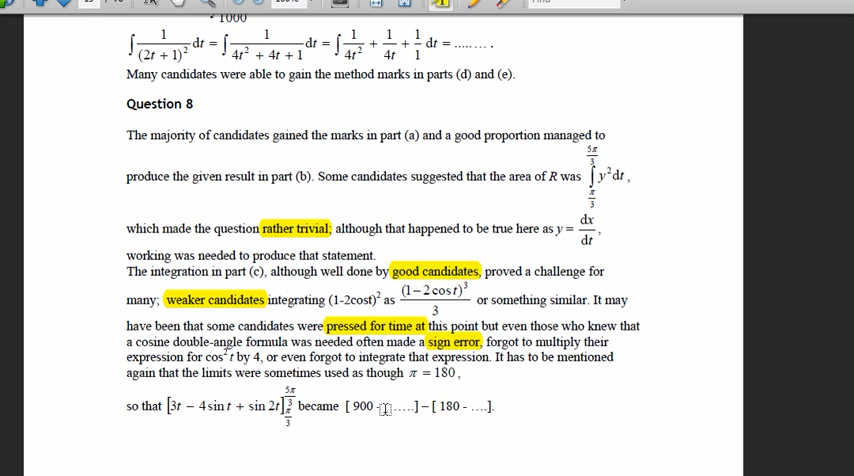 • 1000
∫ 1/(2t + 1)² dt = ∫ 1/(4t² + 4t + 1) dt = ∫ 1/4t² + 1/4t + 1/1 dt = ........ .
Many candidates were able to gain the method marks in parts (d) and (e).
Question 8
The majority of candidates gained the marks in part (a) and a good proportion managed to
produce the given result in part (b). Some candidates suggested that the area of R was ∫_{π/3}^{5π/3} y² dt ,
which made the question rather trivial; although that happened to be true here as y = dx/dt ,
working was needed to produce that statement.
The integration in part (c), although well done by good candidates, proved a challenge for
many; weaker candidates integrating (1-2cost)² as (1−2cost)³/3 or something similar. It may
have been that some candidates were pressed for time at this point but even those who knew that
a cosine double-angle formula was needed often made a sign error, forgot to multiply their
expression for cos² t by 4, or even forgot to integrate that expression. It has to be mentioned
again that the limits were sometimes used as though π = 180 ,
so that [3t − 4sin t + sin 2t]_{π/3}^{5π/3} became [ 900 - .....] − [ 180 - ....].